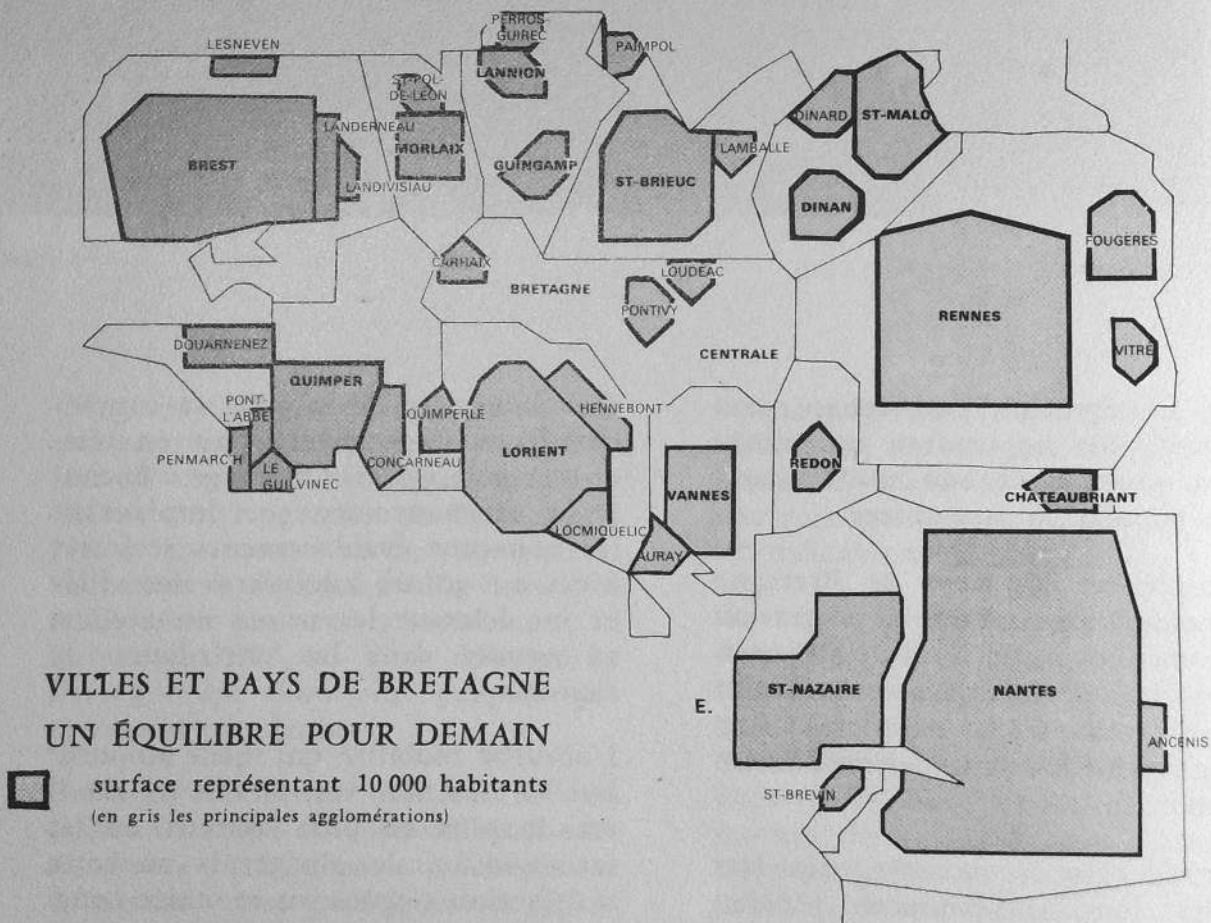 PERROS-
GUIREC
LESNEVEN
PAIMPOL
LANNION
ST-POL-
DE-LEON
DINARD
ST-MALO
LANDERNEAU
MORLAIX
LAMBALLE
BREST
GUINGAMP
ST-BRIEUC
LANDIVISIAU
DINAN
FOUGERES
CARHAIX
LOUDEAC
BRETAGNE
PONTIVY
RENNES
DOUARNENEZ
VITRE
CENTRALE
QUIMPER
PONT-
L'ABBE
QUIMPERLE
HENNEBONT
PENMARC'H
LE
GUILVINEC
CONCARNEAU
LORIENT
REDON
VANNES
CHATEAUBRIANT
LOCMIQUELIC
AURAY
VILLES ET PAYS DE BRETAGNE
ST-NAZAIRE
NANTES
E.
UN ÉQUILIBRE POUR DEMAIN
ANCENIS
surface représentant 10 000 habitants
ST-BREVIN
(en gris les principales agglomérations)